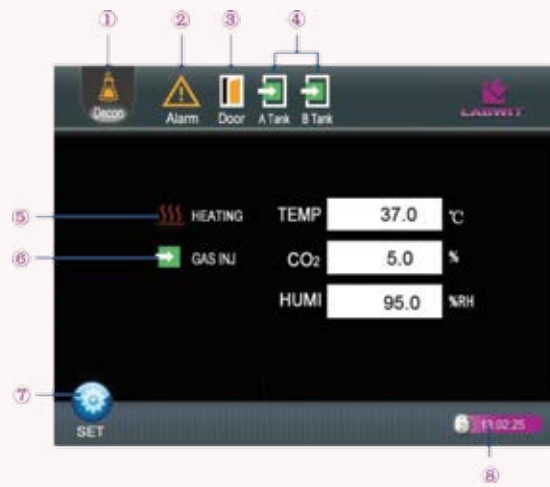 ① ② ③ ④
Decon Alarm Door A Tank B Tank LABWIT
⑤ HEATING TEMP 37.0 ℃
⑥ GAS INJ CO₂ 5.0 %
HUMI 95.0 %RH
⑦
SET
⑧